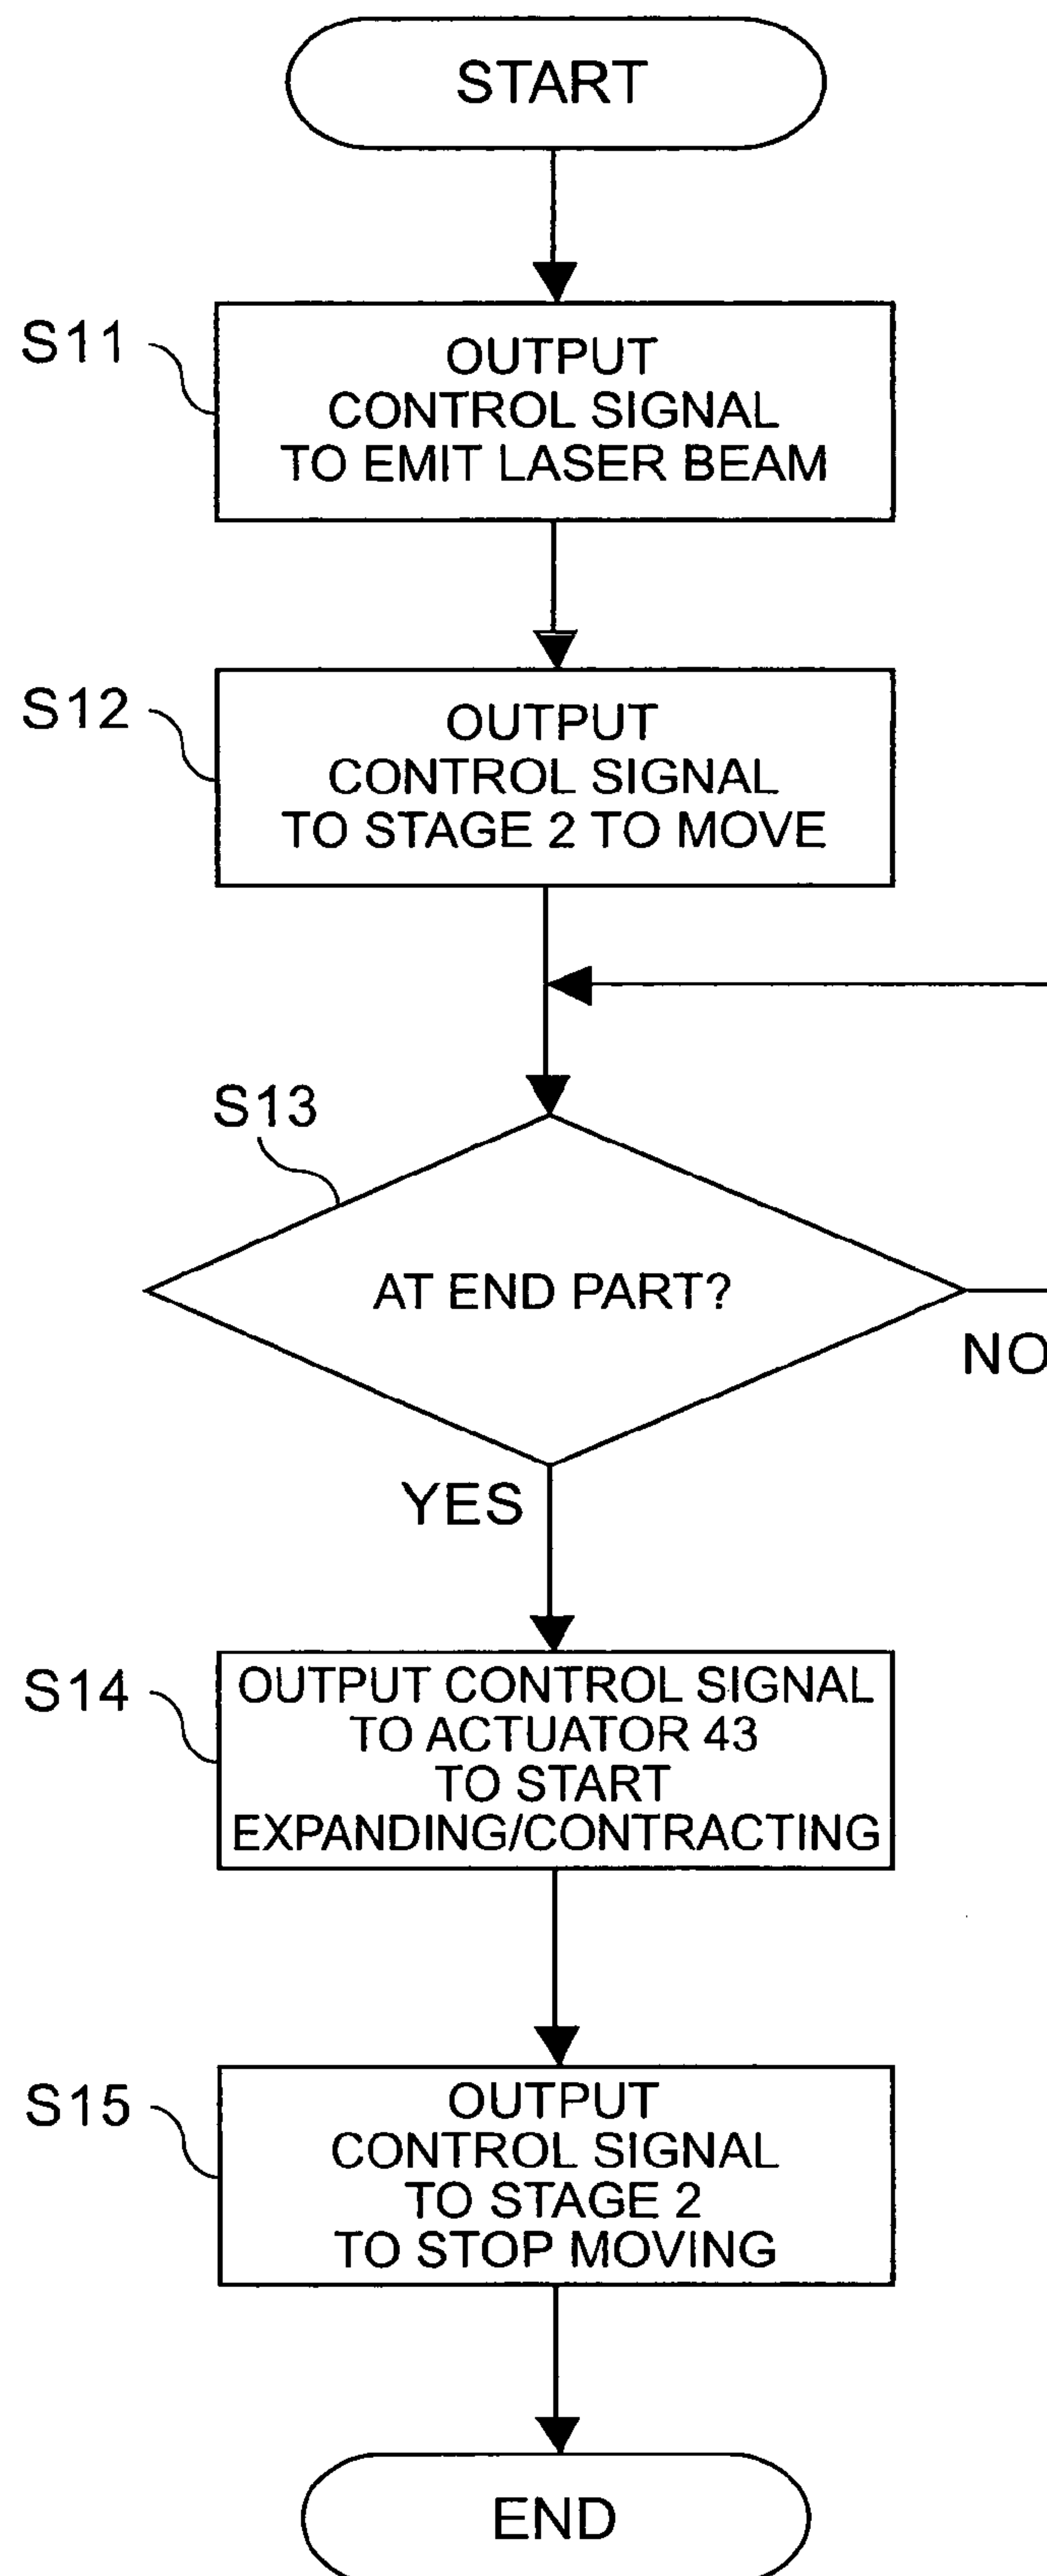 START
S11
OUTPUT
CONTROL SIGNAL
TO EMIT LASER BEAM
S12
OUTPUT
CONTROL SIGNAL
TO STAGE 2 TO MOVE
S13
AT END PART?
NO
YES
S14
OUTPUT CONTROL SIGNAL
TO ACTUATOR 43
TO START
EXPANDING/CONTRACTING
S15
OUTPUT
CONTROL SIGNAL
TO STAGE 2
TO STOP MOVING
END